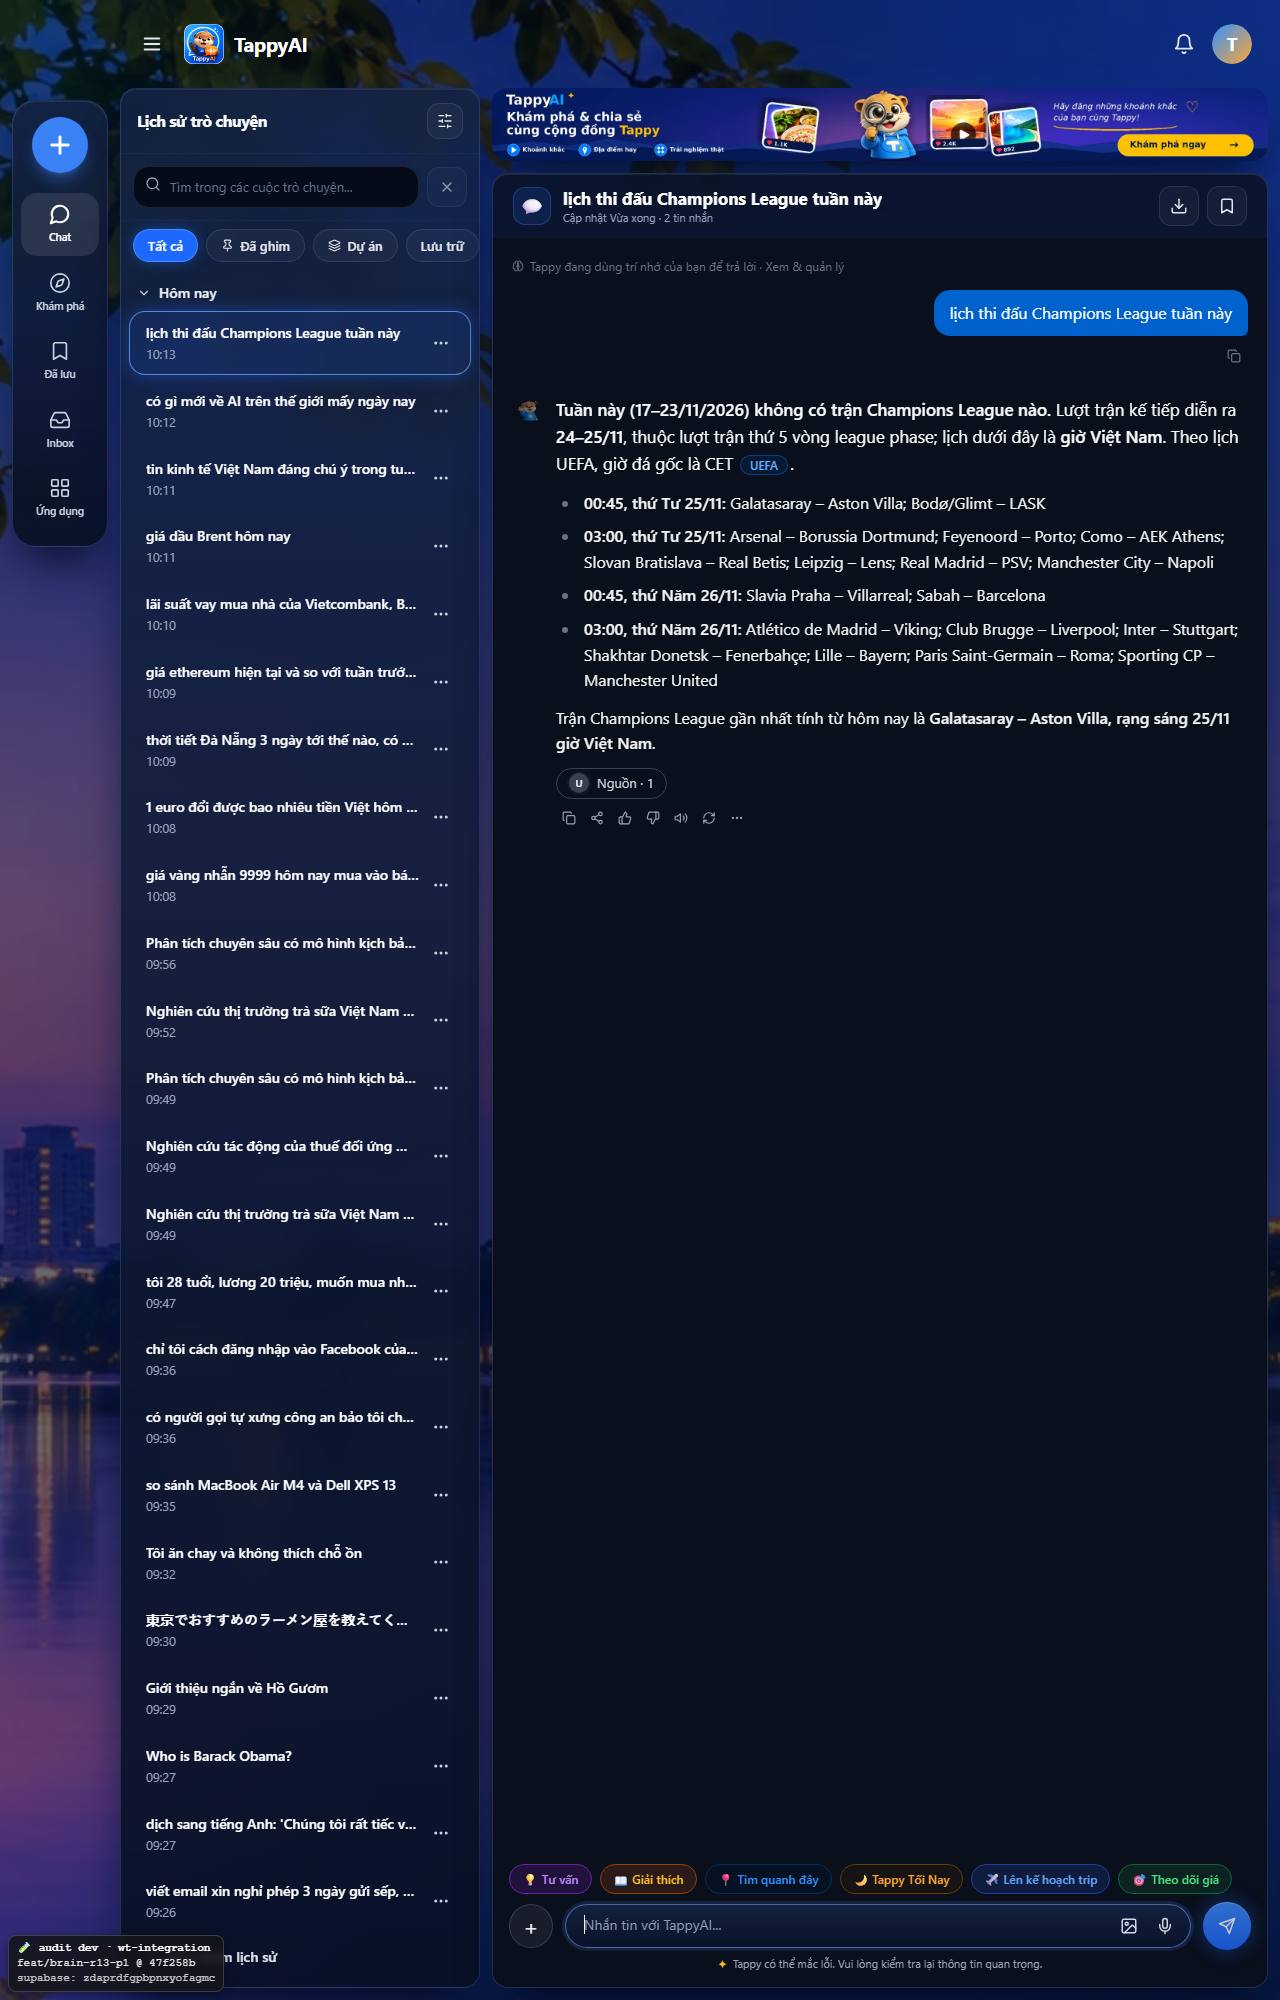 TappyAI
T
Chat
Khám phá
Đã lưu
Inbox
Ứng dụng
Lịch sử trò chuyện
Tìm trong các cuộc trò chuyện...
Tất cả
Đã ghim
Dự án
Lưu trữ
Hôm nay
lịch thi đấu Champions League tuần này
10:13
có gì mới về AI trên thế giới mấy ngày nay
10:12
tin kinh tế Việt Nam đáng chú ý trong tu...
10:11
giá dầu Brent hôm nay
10:11
lãi suất vay mua nhà của Vietcombank, B...
10:10
giá ethereum hiện tại và so với tuần trướ...
10:09
thời tiết Đà Nẵng 3 ngày tới thế nào, có ...
10:09
1 euro đổi được bao nhiêu tiền Việt hôm ...
10:08
giá vàng nhẫn 9999 hôm nay mua vào bá...
10:08
Phân tích chuyên sâu có mô hình kịch bả...
09:56
Nghiên cứu thị trường trà sữa Việt Nam ...
09:52
Phân tích chuyên sâu có mô hình kịch bả...
09:49
Nghiên cứu tác động của thuế đối ứng ...
09:49
Nghiên cứu thị trường trà sữa Việt Nam ...
09:49
tôi 28 tuổi, lương 20 triệu, muốn mua nh...
09:47
chỉ tôi cách đăng nhập vào Facebook của...
09:36
có người gọi tự xưng công an bảo tôi ch...
09:36
so sánh MacBook Air M4 và Dell XPS 13
09:35
Tôi ăn chay và không thích chỗ ồn
09:32
東京でおすすめのラーメン屋を教えてく...
09:30
Giới thiệu ngắn về Hồ Gươm
09:29
Who is Barack Obama?
09:27
dịch sang tiếng Anh: 'Chúng tôi rất tiếc v...
09:27
viết email xin nghỉ phép 3 ngày gửi sếp, ...
09:26
lịch sử
audit dev · wt-integration
feat/brain-r13-p1 @ 47f258b
supabase: zdaprdfgpbpnxyofagmc
TappyAI
Khám phá & chia sẻ
cùng cộng đồng Tappy
Khoảnh khắc
Địa điểm hay
Trải nghiệm thật
1.1K
2.4K
892
Hãy đăng những khoảnh khắc
của bạn cùng Tappy!
Khám phá ngay →
lịch thi đấu Champions League tuần này
Cập nhật Vừa xong · 2 tin nhắn
Tappy đang dùng trí nhớ của bạn để trả lời · Xem & quản lý
lịch thi đấu Champions League tuần này
Tuần này (17–23/11/2026) không có trận Champions League nào. Lượt trận kế tiếp diễn ra
24–25/11, thuộc lượt trận thứ 5 vòng league phase; lịch dưới đây là giờ Việt Nam. Theo lịch
UEFA, giờ đá gốc là CET UEFA .
• 00:45, thứ Tư 25/11: Galatasaray – Aston Villa; Bodø/Glimt – LASK
• 03:00, thứ Tư 25/11: Arsenal – Borussia Dortmund; Feyenoord – Porto; Como – AEK Athens;
Slovan Bratislava – Real Betis; Leipzig – Lens; Real Madrid – PSV; Manchester City – Napoli
• 00:45, thứ Năm 26/11: Slavia Praha – Villarreal; Sabah – Barcelona
• 03:00, thứ Năm 26/11: Atlético de Madrid – Viking; Club Brugge – Liverpool; Inter – Stuttgart;
Shakhtar Donetsk – Fenerbahçe; Lille – Bayern; Paris Saint-Germain – Roma; Sporting CP –
Manchester United
Trận Champions League gần nhất tính từ hôm nay là Galatasaray – Aston Villa, rạng sáng 25/11
giờ Việt Nam.
U Nguồn · 1
Tư vấn
Giải thích
Tìm quanh đây
Tappy Tối Nay
Lên kế hoạch trip
Theo dõi giá
Nhắn tin với TappyAI...
Tappy có thể mắc lỗi. Vui lòng kiểm tra lại thông tin quan trọng.